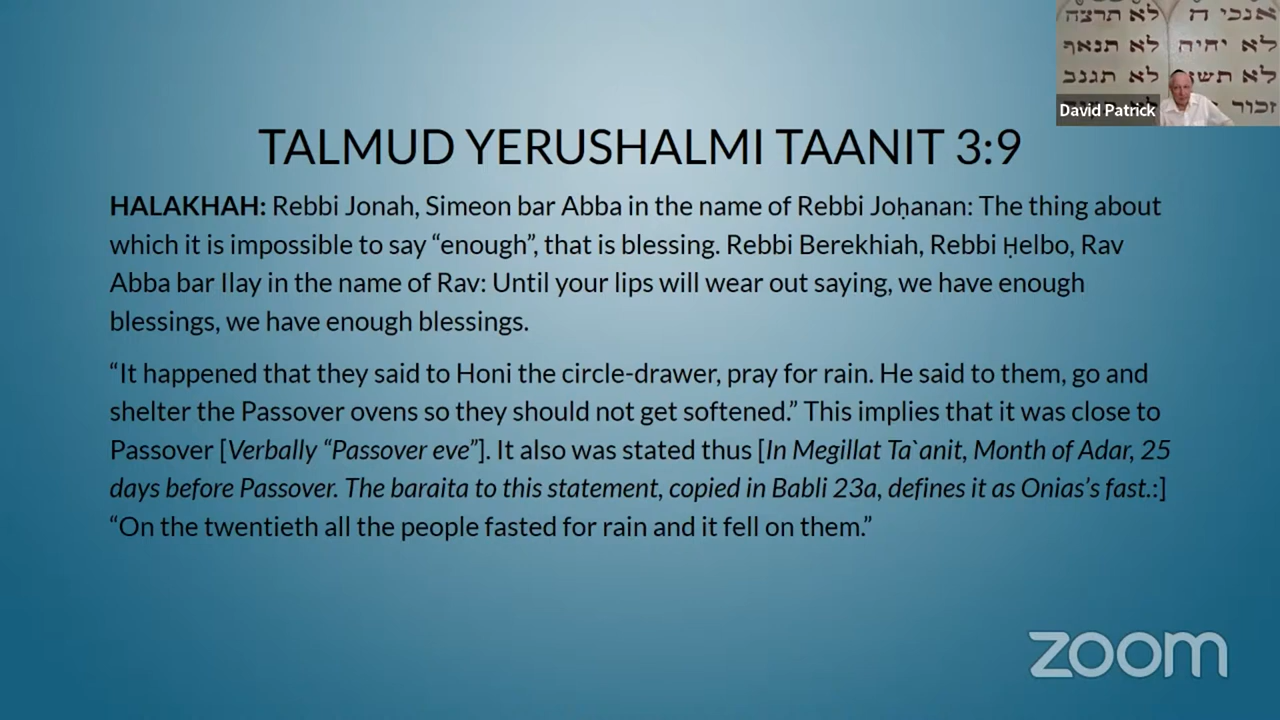 אנכי ה לא תרצח
לא יהיה לא תנאף
לא תשא לא תגנב
זכור
David Patrick
TALMUD YERUSHALMI TAANIT 3:9
HALAKHAH: Rebbi Jonah, Simeon bar Abba in the name of Rebbi Joḥanan: The thing about
which it is impossible to say “enough”, that is blessing. Rebbi Berekhiah, Rebbi Ḥelbo, Rav
Abba bar Ilay in the name of Rav: Until your lips will wear out saying, we have enough
blessings, we have enough blessings.
“It happened that they said to Honi the circle-drawer, pray for rain. He said to them, go and
shelter the Passover ovens so they should not get softened.” This implies that it was close to
Passover [Verbally “Passover eve”]. It also was stated thus [In Megillat Ta`anit, Month of Adar, 25
days before Passover. The baraita to this statement, copied in Babli 23a, defines it as Onias’s fast.:]
“On the twentieth all the people fasted for rain and it fell on them.”
zoom